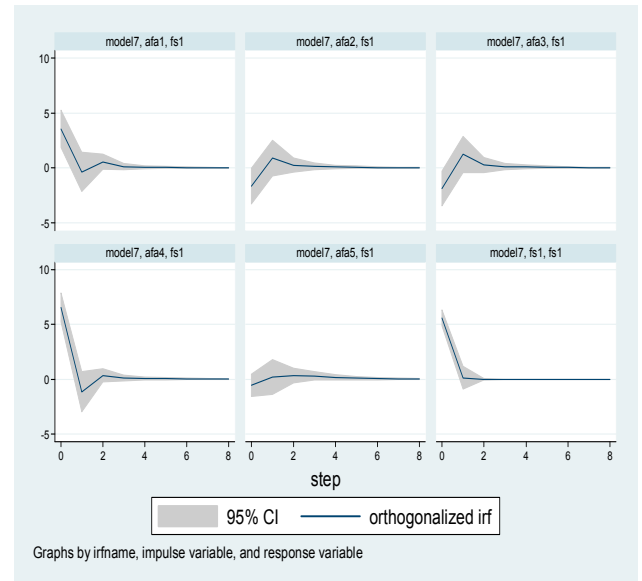 model7, afa1, fs1
model7, afa2, fs1
model7, afa3, fs1
10
5
0
-5
model7, afa4, fs1
model7, afa5, fs1
model7, fs1, fs1
10
5
0
-5
0 2 4 6 8
0 2 4 6 8
0 2 4 6 8
step
95% CI
orthogonalized irf
Graphs by irfname, impulse variable, and response variable